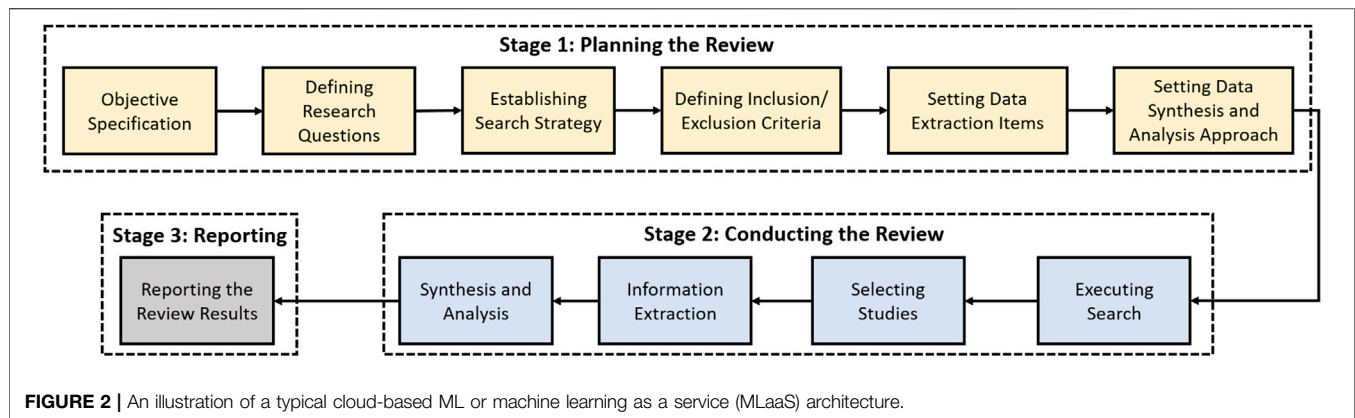 Stage 1: Planning the Review
Objective
Specification
Defining
Research
Questions
Establishing
Search Strategy
Defining Inclusion/
Exclusion Criteria
Setting Data
Extraction Items
Setting Data
Synthesis and
Analysis Approach
Stage 2: Conducting the Review
Executing
Search
Selecting
Studies
Information
Extraction
Synthesis and
Analysis
Stage 3: Reporting
Reporting the
Review Results
FIGURE 2 | An illustration of a typical cloud-based ML or machine learning as a service (MLaaS) architecture.